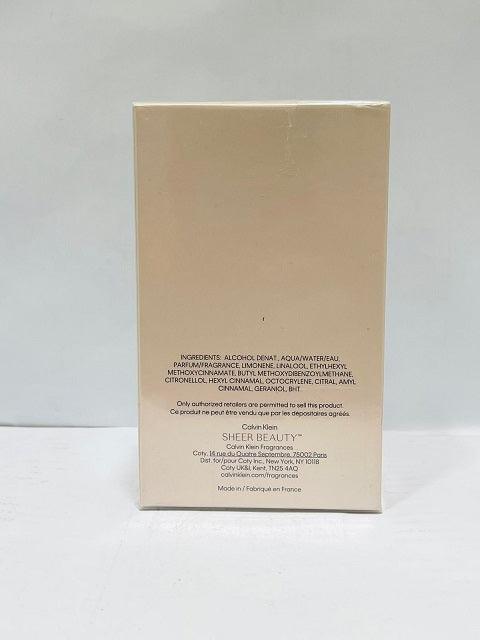 INGREDIENTS: ALCOHOL DENAT., AQUA/WATER/EAU,
PARFUM/FRAGRANCE, LIMONENE, LINALOOL, ETHYLHEXYL
METHOXYCINNAMATE, BUTYL METHOXYDIBENZOYLMETHANE,
CITRONELLOL, HEXYL CINNAMAL, OCTOCRYLENE, CITRAL, AMYL
CINNAMAL, GERANIOL, BHT.
Only authorized retailers are permitted to sell this product.
Ce produit ne peut être vendu que par les dépositaires agréés.
Calvin Klein
SHEER BEAUTY™
Calvin Klein Fragrances
Coty, 14 rue du Quatre Septembre, 75002 Paris
Dist. for/pour Coty Inc., New York, NY 10118
Coty UK&I, Kent, TN25 4AQ
calvinklein.com/fragrances
Made in / Fabriqué en France